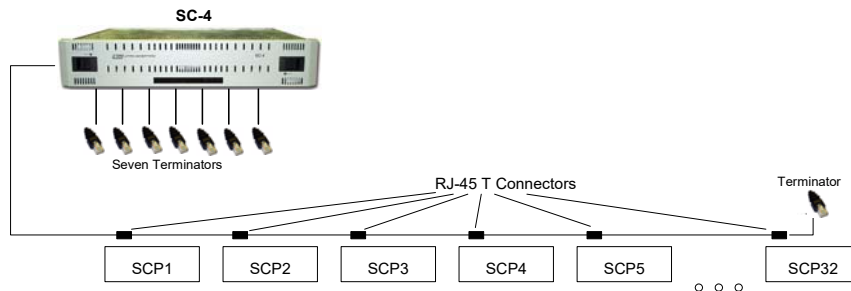 SC-4
Seven Terminators
RJ-45 T Connectors
Terminator
SCP1 SCP2 SCP3 SCP4 SCP5 SCP32